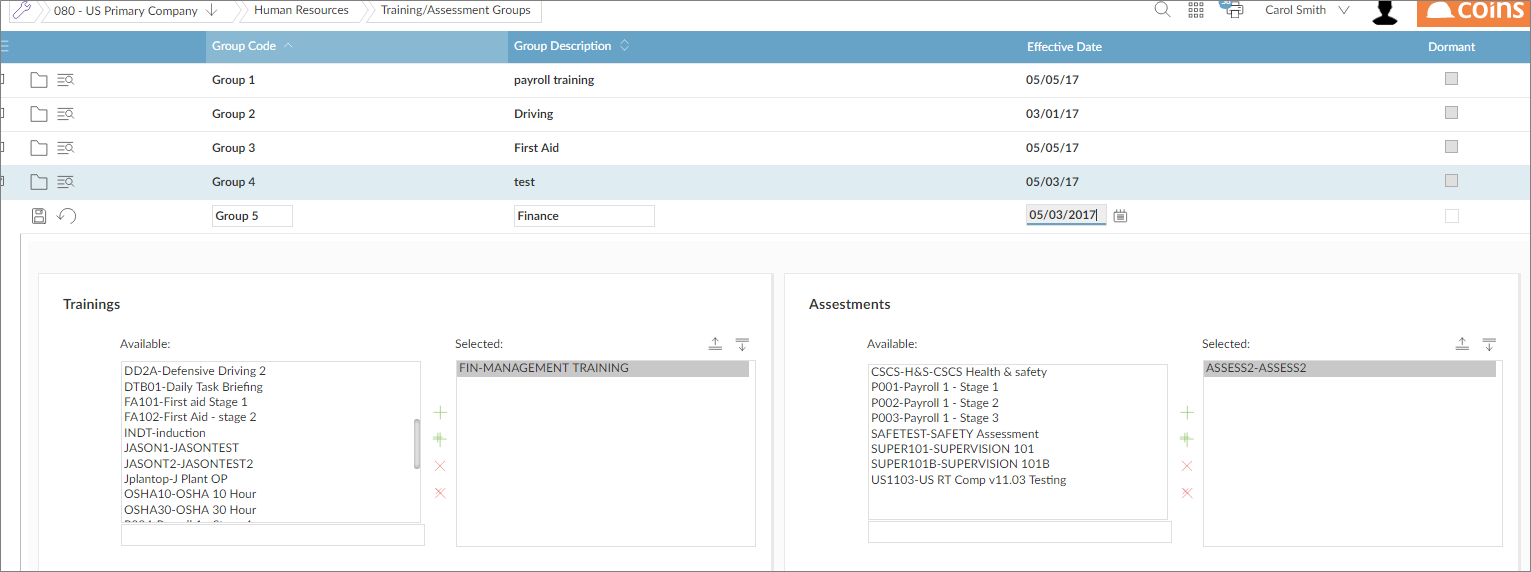 080 - US Primary Company Human Resources Training/Assessment Groups Carol Smith coins
Group Code Group Description Effective Date Dormant
Group 1 payroll training 05/05/17
Group 2 Driving 03/01/17
Group 3 First Aid 05/05/17
Group 4 test 05/03/17
Group 5 Finance 05/03/2017
Trainings
Available: Selected:
DD2A-Defensive Driving 2
DTB01-Daily Task Briefing
FA101-First aid Stage 1
FA102-First Aid - stage 2
INDT-induction
JASON1-JASONTEST
JASONT2-JASONTEST2
Jplantop-J Plant OP
OSHA10-OSHA 10 Hour
OSHA30-OSHA 30 Hour
FIN-MANAGEMENT TRAINING
Assestments
Available: Selected:
CSCS-H&S-CSCS Health & safety
P001-Payroll 1 - Stage 1
P002-Payroll 1 - Stage 2
P003-Payroll 1 - Stage 3
SAFETEST-SAFETY Assessment
SUPER101-SUPERVISION 101
SUPER101B-SUPERVISION 101B
US1103-US RT Comp v11.03 Testing
ASSESS2-ASSESS2